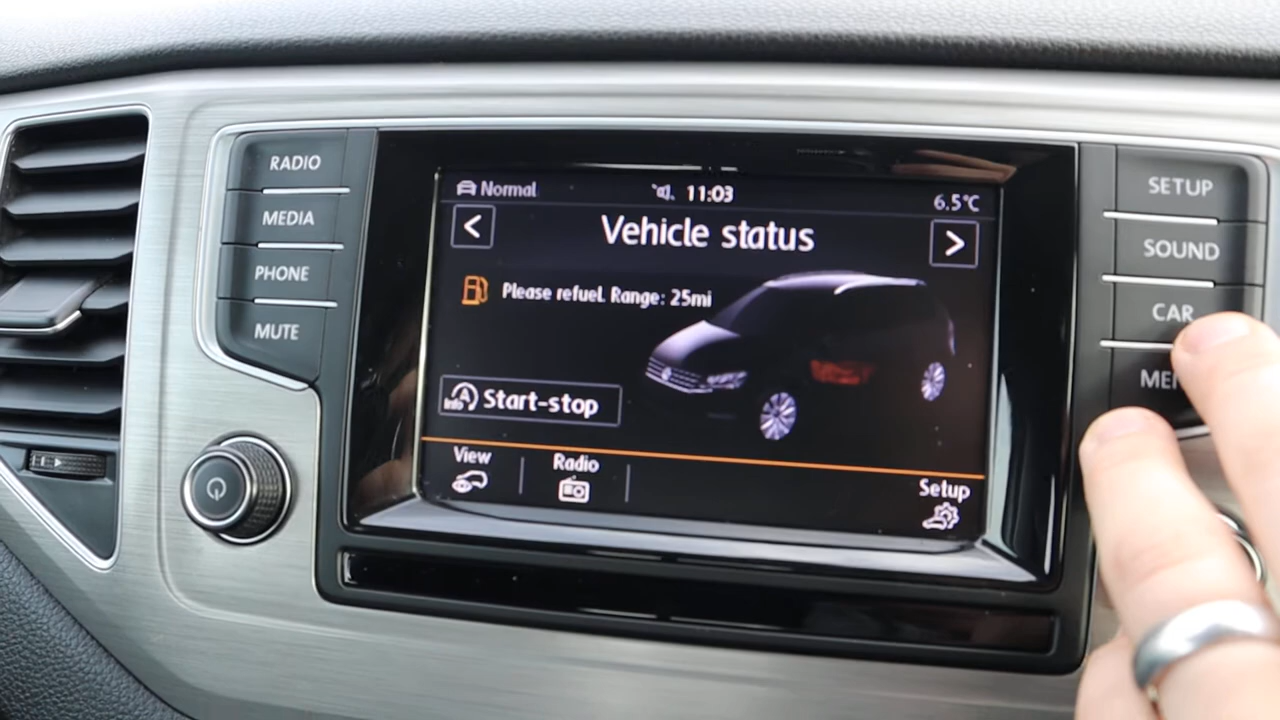 RADIO
MEDIA
PHONE
MUTE
Normal
11:03
6.5°C
<
Vehicle status
>
Please refuel. Range: 25mi
A
Info
Start-stop
View
Radio
Setup
SETUP
SOUND
CAR